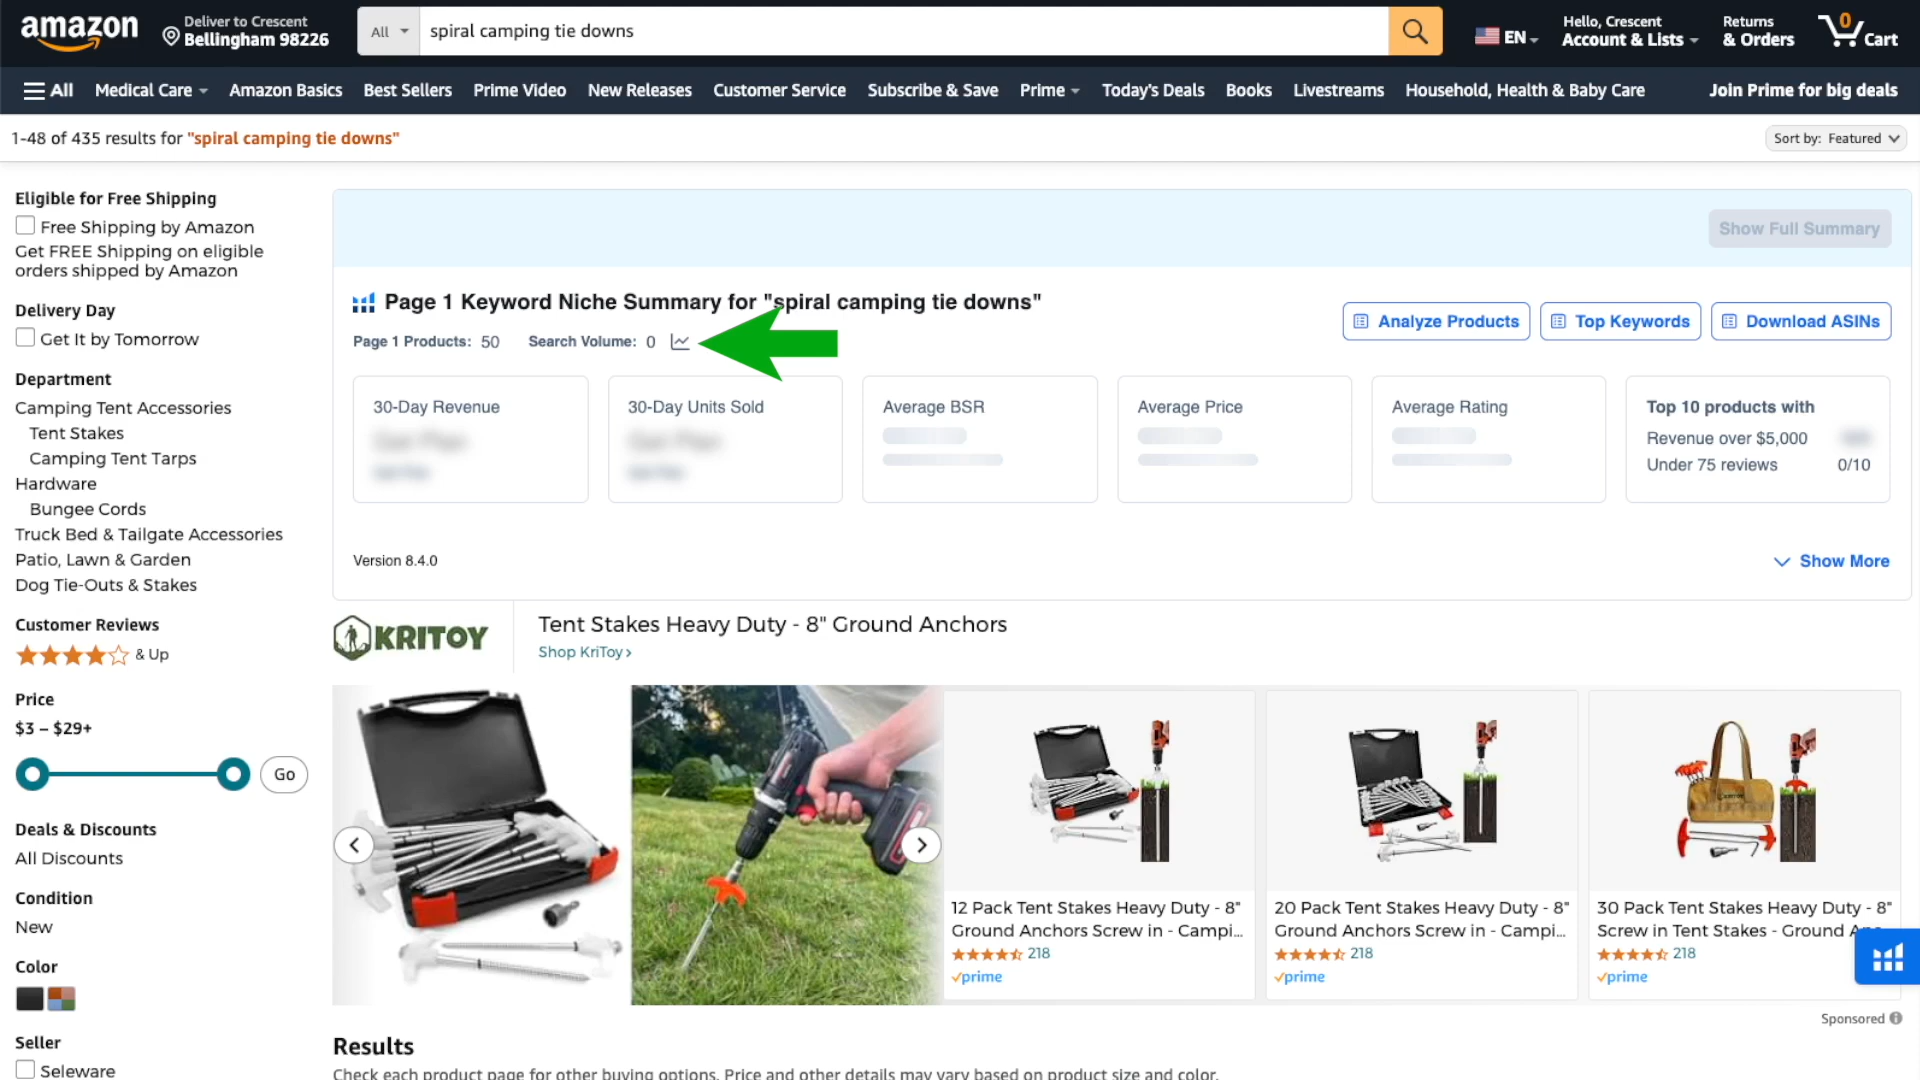 amazon
Deliver to Crescent
Bellingham 98226
All
spiral camping tie downs
EN
Hello, Crescent
Account & Lists
Returns
& Orders
0
Cart
All
Medical Care
Amazon Basics
Best Sellers
Prime Video
New Releases
Customer Service
Subscribe & Save
Prime
Today's Deals
Books
Livestreams
Household, Health & Baby Care
Join Prime for big deals
1-48 of 435 results for "spiral camping tie downs"
Sort by: Featured
Eligible for Free Shipping
Free Shipping by Amazon
Get FREE Shipping on eligible
orders shipped by Amazon
Delivery Day
Get It by Tomorrow
Department
Camping Tent Accessories
Tent Stakes
Camping Tent Tarps
Hardware
Bungee Cords
Truck Bed & Tailgate Accessories
Patio, Lawn & Garden
Dog Tie-Outs & Stakes
Customer Reviews
& Up
Price
$3 – $29+
Go
Deals & Discounts
All Discounts
Condition
New
Color
Seller
Seleware
Show Full Summary
Page 1 Keyword Niche Summary for "spiral camping tie downs"
Page 1 Products: 50
Search Volume: 0
Analyze Products
Top Keywords
Download ASINs
30-Day Revenue
30-Day Units Sold
Average BSR
Average Price
Average Rating
Top 10 products with
Revenue over $5,000
Under 75 reviews 0/10
Version 8.4.0
Show More
KRITOY
Tent Stakes Heavy Duty - 8" Ground Anchors
Shop KriToy ›
12 Pack Tent Stakes Heavy Duty - 8"
Ground Anchors Screw in - Campi...
218
prime
20 Pack Tent Stakes Heavy Duty - 8"
Ground Anchors Screw in - Campi...
218
prime
30 Pack Tent Stakes Heavy Duty - 8"
Screw in Tent Stakes - Ground
218
prime
Sponsored
Results
Check each product page for other buying options. Price and other details may vary based on product size and color.